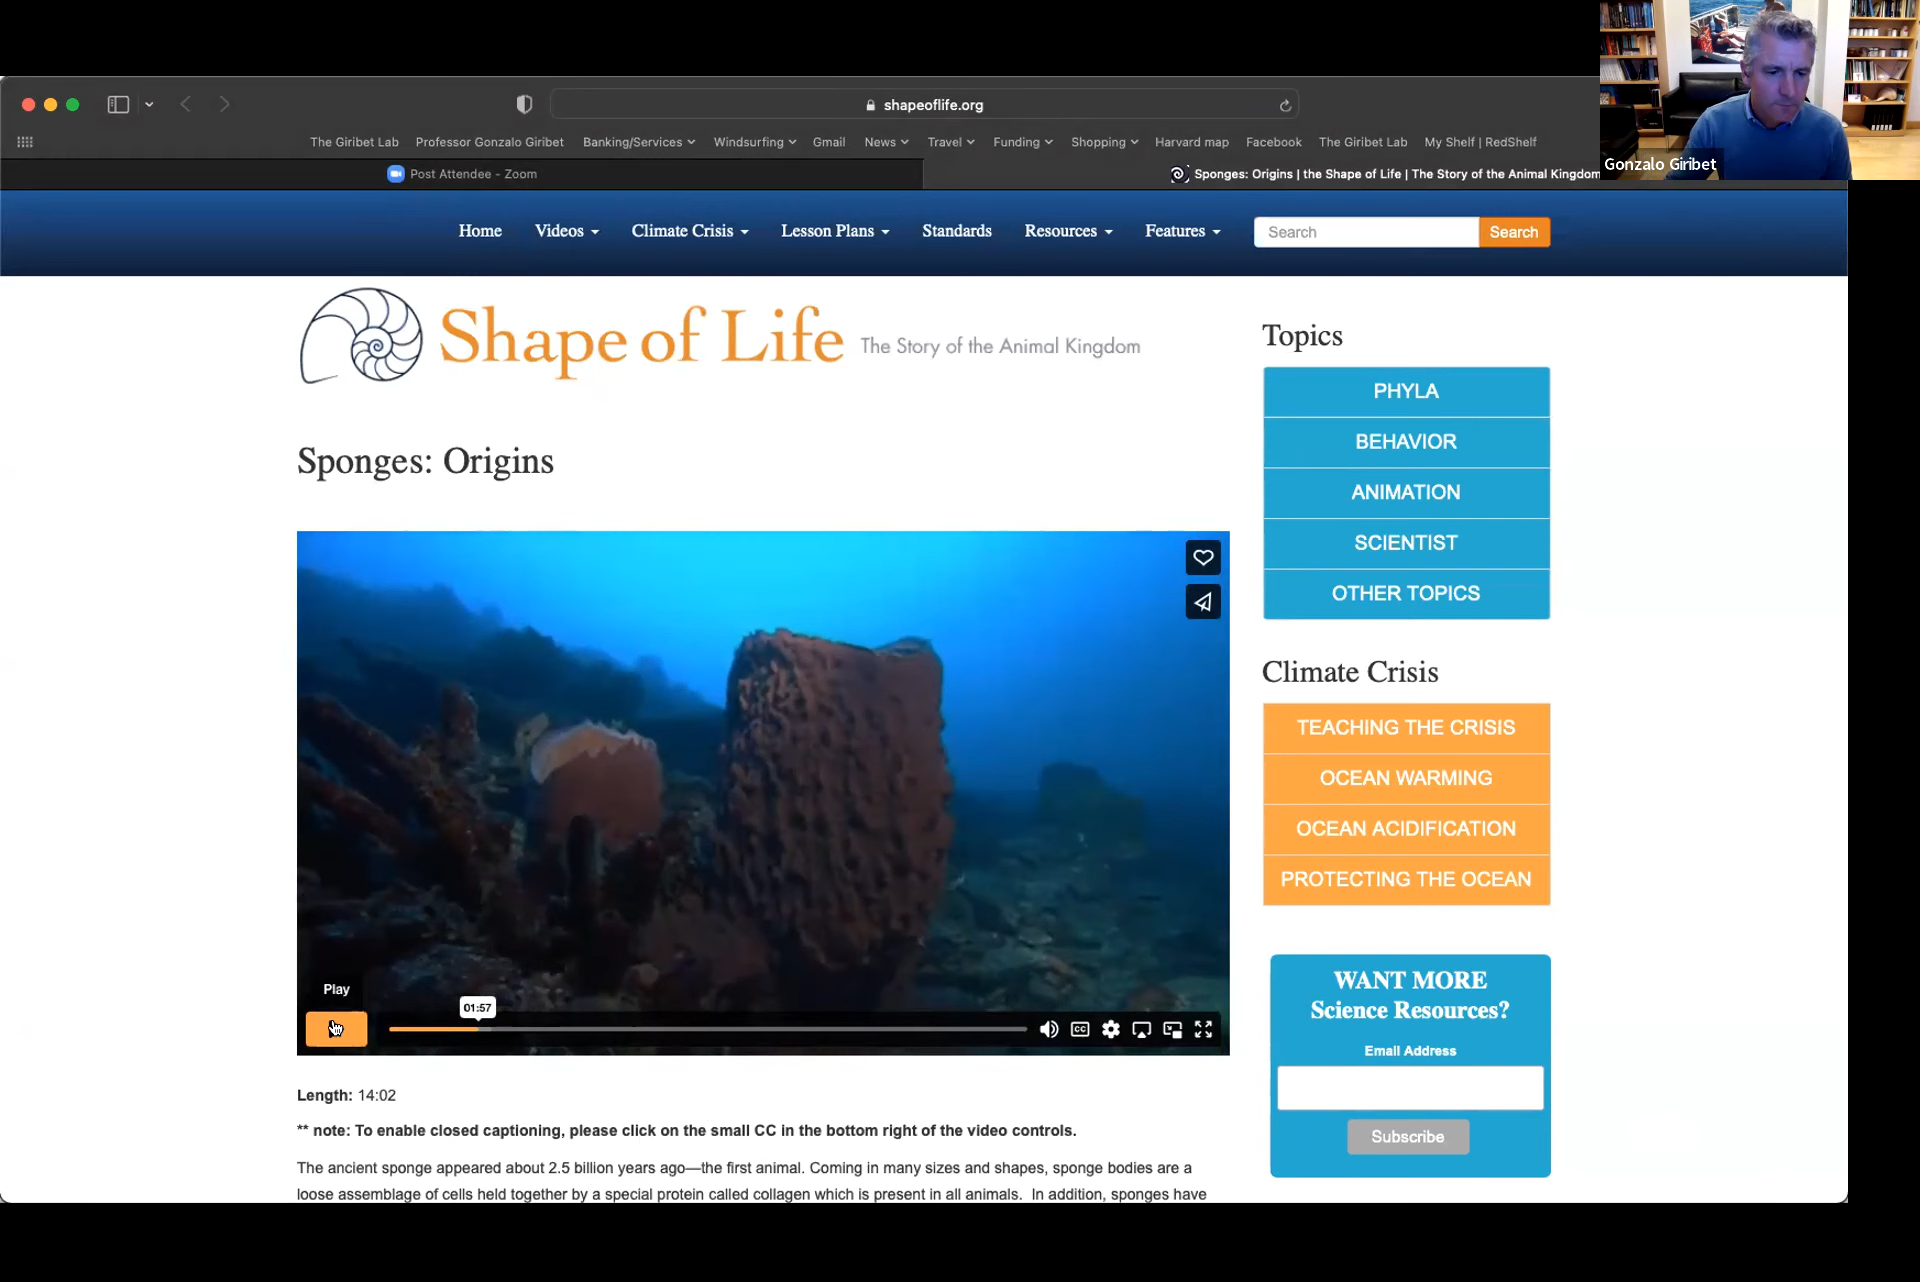 shapeoflife.org
The Giribet Lab Professor Gonzalo Giribet Banking/Services Windsurfing Gmail News Travel Funding Shopping Harvard map Facebook The Giribet Lab My Shelf | RedShelf
Gonzalo Giribet
Post Attendee - Zoom
Sponges: Origins | the Shape of Life | The Story of the Animal Kingdom
Home Videos Climate Crisis Lesson Plans Standards Resources Features Search Search
Shape of Life The Story of the Animal Kingdom
Topics
PHYLA
BEHAVIOR
ANIMATION
SCIENTIST
OTHER TOPICS
Sponges: Origins
Climate Crisis
TEACHING THE CRISIS
OCEAN WARMING
OCEAN ACIDIFICATION
PROTECTING THE OCEAN
Play
01:57
CC
WANT MORE
Science Resources?
Email Address
Subscribe
Length: 14:02
** note: To enable closed captioning, please click on the small CC in the bottom right of the video controls.
The ancient sponge appeared about 2.5 billion years ago—the first animal. Coming in many sizes and shapes, sponge bodies are a
loose assemblage of cells held together by a special protein called collagen which is present in all animals. In addition, sponges have